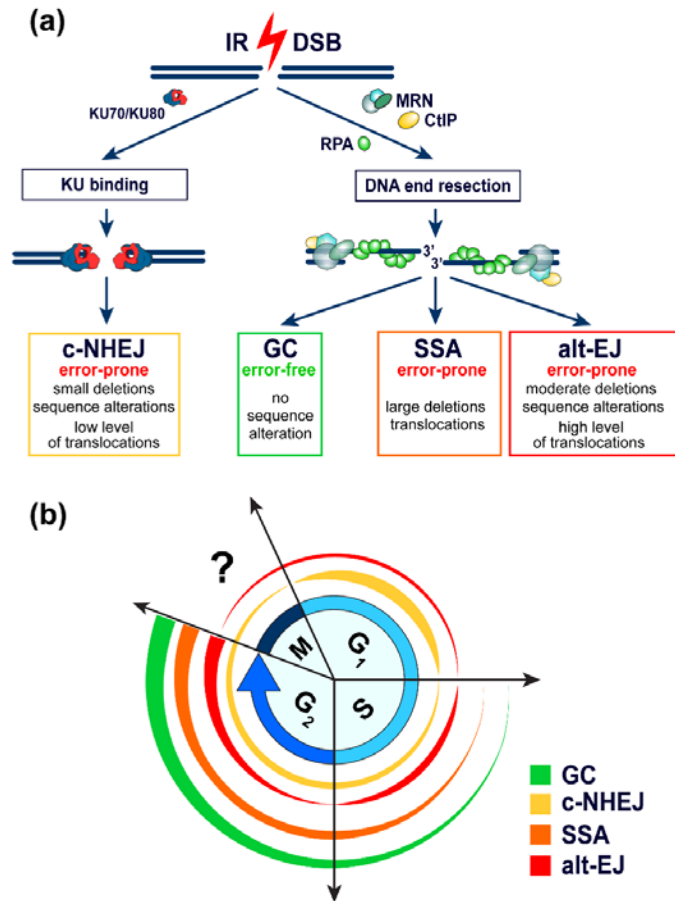 (a)
IR DSB
KU70/KU80
MRN
CtIP
RPA
KU binding
DNA end resection
3'
3'
c-NHEJ
error-prone
small deletions
sequence alterations
low level
of translocations
GC
error-free
no
sequence
alteration
SSA
error-prone
large deletions
translocations
alt-EJ
error-prone
moderate deletions
sequence alterations
high level
of translocations
(b)
?
M
G1
G2
S
GC
c-NHEJ
SSA
alt-EJ